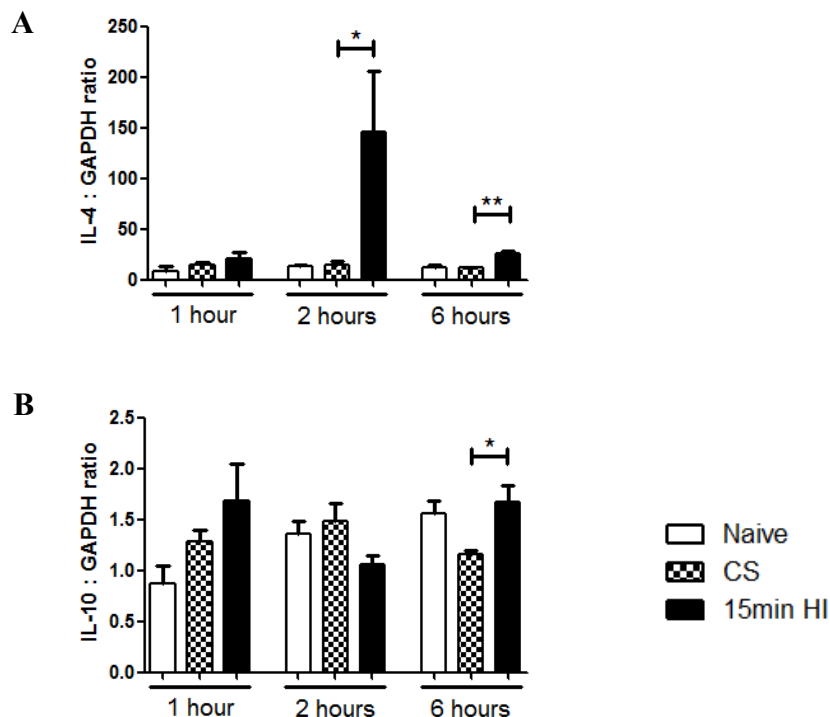 A
IL-4 : GAPDH ratio
250
200
150
100
50
0
*
**
1 hour
2 hours
6 hours
B
IL-10 : GAPDH ratio
2.5
2.0
1.5
1.0
0.5
0.0
*
1 hour
2 hours
6 hours
Naive
CS
15min HI